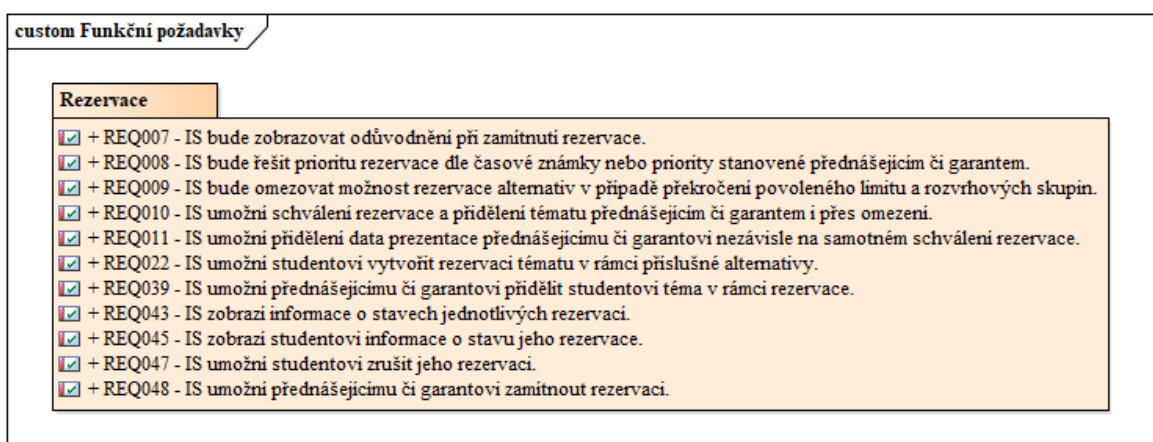 custom Funkční požadavky
Rezervace
+ REQ007 - IS bude zobrazovat odůvodnění při zamítnutí rezervace.
+ REQ008 - IS bude řešit prioritu rezervace dle časové známky nebo priority stanovené přednášejícím či garantem.
+ REQ009 - IS bude omezovat možnost rezervace alternativ v případě překročení povoleného limitu a rozvrhových skupin.
+ REQ010 - IS umožní schválení rezervace a přidělení tématu přednášejícím či garantem i přes omezení.
+ REQ011 - IS umožní přidělení data prezentace přednášejícímu či garantovi nezávisle na samotném schválení rezervace.
+ REQ022 - IS umožní studentovi vytvořit rezervaci tématu v rámci příslušné alternativy.
+ REQ039 - IS umožní přednášejícímu či garantovi přidělit studentovi téma v rámci rezervace.
+ REQ043 - IS zobrazí informace o stavech jednotlivých rezervací.
+ REQ045 - IS zobrazí studentovi informace o stavu jeho rezervace.
+ REQ047 - IS umožní studentovi zrušit jeho rezervaci.
+ REQ048 - IS umožní přednášejícímu či garantovi zamítnout rezervaci.